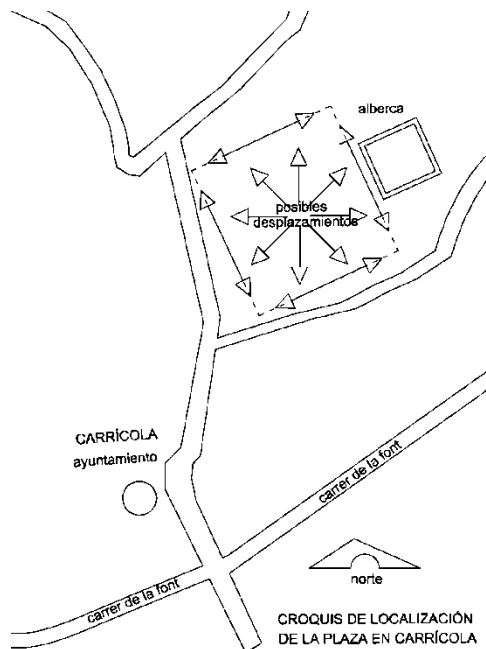 alberca
posibles
desplazamientos
CARRÍCOLA
ayuntamiento
carrer de la font
carrer de la font
norte
CROQUIS DE LOCALIZACIÓN
DE LA PLAZA EN CARRÍCOLA